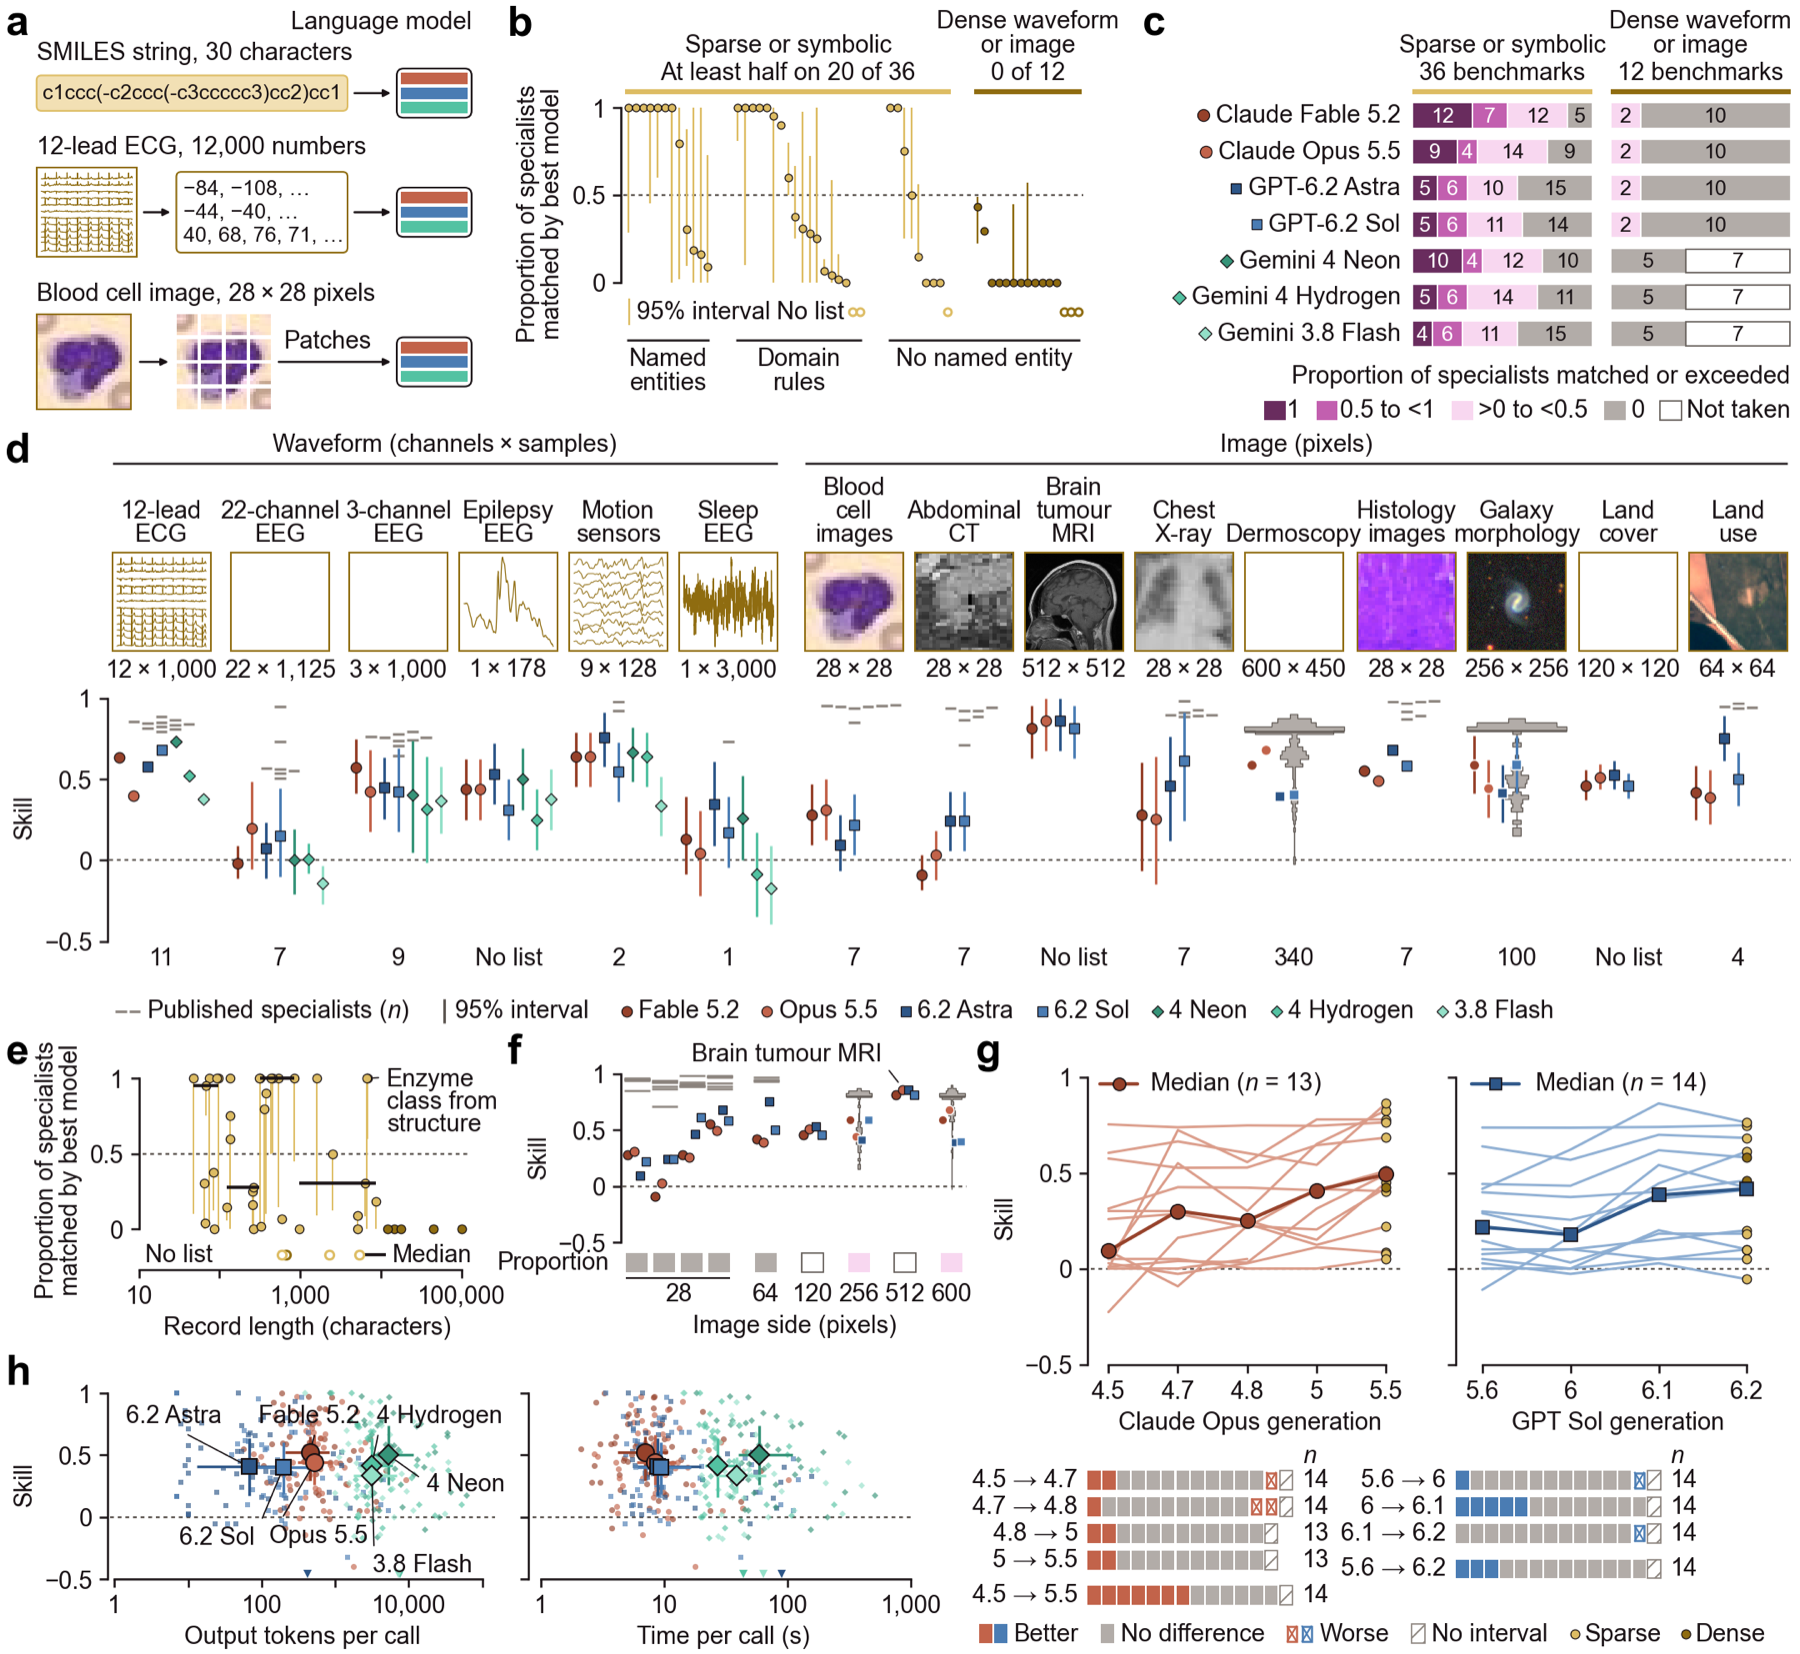 a
Language model
SMILES string, 30 characters
c1ccc(-c2ccc(-c3ccccc3)cc2)cc1
12-lead ECG, 12,000 numbers
−84, −108, …
−44, −40, …
40, 68, 76, 71, …
Blood cell image, 28 × 28 pixels
Patches
b
Sparse or symbolic
At least half on 20 of 36
Dense waveform
or image
0 of 12
Proportion of specialists
matched by best model
1
0.5
0
95% interval
No list
Named
entities
Domain
rules
No named entity
c
Sparse or symbolic
36 benchmarks
Dense waveform
or image
12 benchmarks
Claude Fable 5.2 12 7 12 5 2 10
Claude Opus 5.5 9 4 14 9 2 10
GPT-6.2 Astra 5 6 10 15 2 10
GPT-6.2 Sol 5 6 11 14 2 10
Gemini 4 Neon 10 4 12 10 5 7
Gemini 4 Hydrogen 5 6 14 11 5 7
Gemini 3.8 Flash 4 6 11 15 5 7
Proportion of specialists matched or exceeded
1 0.5 to <1 >0 to <0.5 0 Not taken
d
Waveform (channels × samples)
Image (pixels)
12-lead
ECG
22-channel
EEG
3-channel
EEG
Epilepsy
EEG
Motion
sensors
Sleep
EEG
Blood
cell
images
Abdominal
CT
Brain
tumour
MRI
Chest
X-ray
Dermoscopy
Histology
images
Galaxy
morphology
Land
cover
Land
use
12 × 1,000 22 × 1,125 3 × 1,000 1 × 178 9 × 128 1 × 3,000 28 × 28 28 × 28 512 × 512 28 × 28 600 × 450 28 × 28 256 × 256 120 × 120 64 × 64
Skill
1
0.5
0
−0.5
11 7 9 No list 2 1 7 7 No list 7 340 7 100 No list 4
Published specialists (n) 95% interval Fable 5.2 Opus 5.5 6.2 Astra 6.2 Sol 4 Neon 4 Hydrogen 3.8 Flash
e
Proportion of specialists
matched by best model
1
0.5
0
Enzyme
class from
structure
No list
Median
10 1,000 100,000
Record length (characters)
f
Brain tumour MRI
Skill
1
0.5
0
−0.5
Proportion
28 64 120 256 512 600
Image side (pixels)
g
Skill
1
0.5
0
−0.5
Median (n = 13)
4.5 4.7 4.8 5 5.5
Claude Opus generation
Median (n = 14)
5.6 6 6.1 6.2
GPT Sol generation
n
4.5 → 4.7 14
4.7 → 4.8 14
4.8 → 5 13
5 → 5.5 13
4.5 → 5.5 14
n
5.6 → 6 14
6 → 6.1 14
6.1 → 6.2 14
5.6 → 6.2 14
Better No difference Worse No interval Sparse Dense
h
Skill
1
0.5
0
−0.5
6.2 Astra
Fable 5.2
4 Hydrogen
4 Neon
6.2 Sol
Opus 5.5
3.8 Flash
1 100 10,000
Output tokens per call
1 10 100 1,000
Time per call (s)